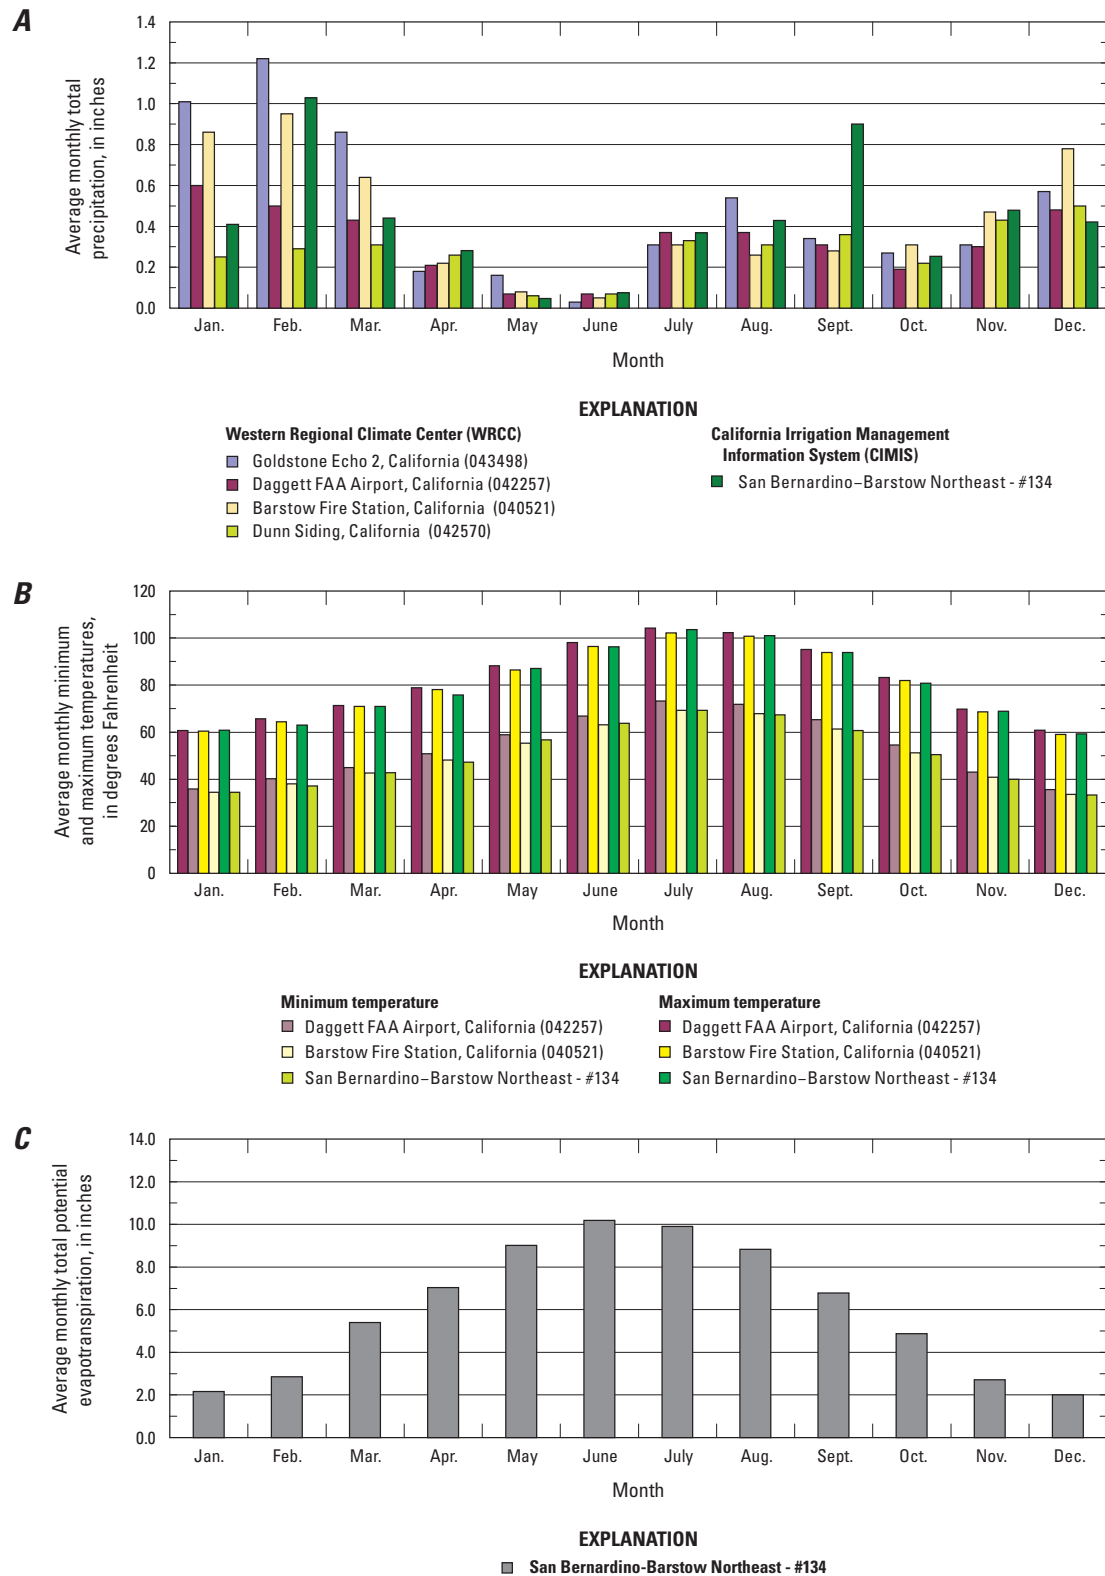 A
Average monthly total
precipitation, in inches
1.4
1.2
1.0
0.8
0.6
0.4
0.2
0.0
Jan. Feb. Mar. Apr. May June July Aug. Sept. Oct. Nov. Dec.
Month
EXPLANATION
Western Regional Climate Center (WRCC)
Goldstone Echo 2, California (043498)
Daggett FAA Airport, California (042257)
Barstow Fire Station, California (040521)
Dunn Siding, California (042570)
California Irrigation Management
Information System (CIMIS)
San Bernardino–Barstow Northeast - #134
B
Average monthly minimum
and maximum temperatures,
in degrees Fahrenheit
120
100
80
60
40
20
0
Jan. Feb. Mar. Apr. May June July Aug. Sept. Oct. Nov. Dec.
Month
EXPLANATION
Minimum temperature
Daggett FAA Airport, California (042257)
Barstow Fire Station, California (040521)
San Bernardino–Barstow Northeast - #134
Maximum temperature
Daggett FAA Airport, California (042257)
Barstow Fire Station, California (040521)
San Bernardino–Barstow Northeast - #134
C
Average monthly total potential
evapotranspiration, in inches
14.0
12.0
10.0
8.0
6.0
4.0
2.0
0.0
Jan. Feb. Mar. Apr. May June July Aug. Sept. Oct. Nov. Dec.
Month
EXPLANATION
San Bernardino-Barstow Northeast - #134